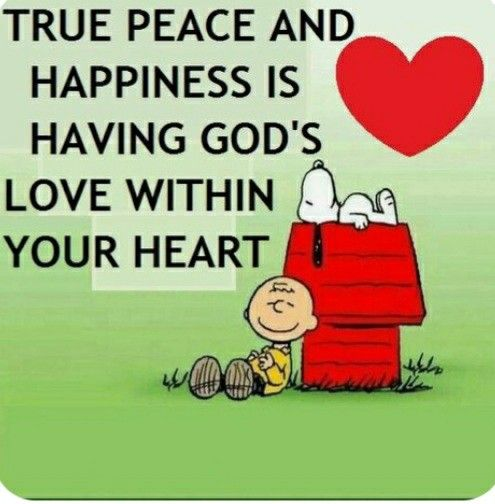 TRUE PEACE AND
HAPPINESS IS
HAVING GOD'S
LOVE WITHIN
YOUR HEART